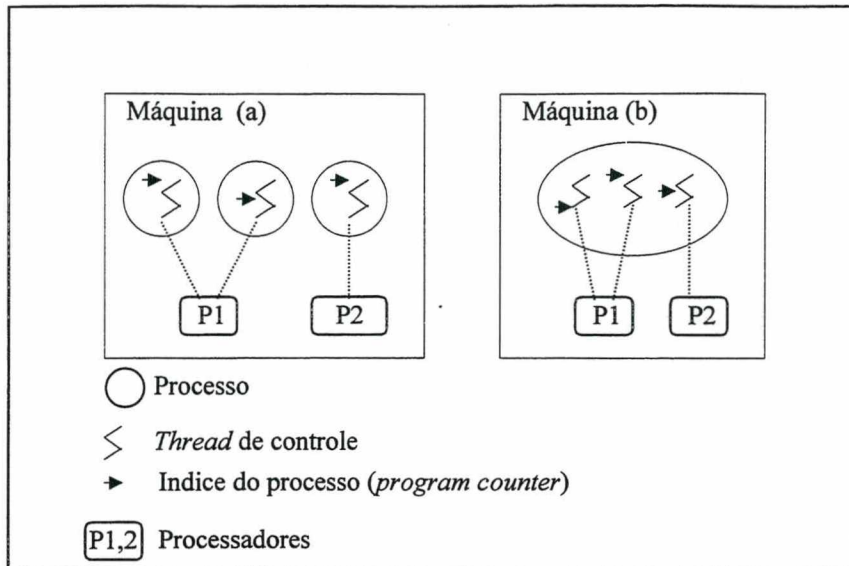 Máquina (a)
Máquina (b)
P1
P2
P1
P2
Processo
Thread de controle
Indice do processo (program counter)
P1,2 Processadores